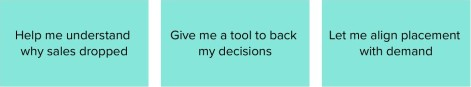 Help me understand
why sales dropped
Give me a tool to back
my decisions
Let me align placement
with demand